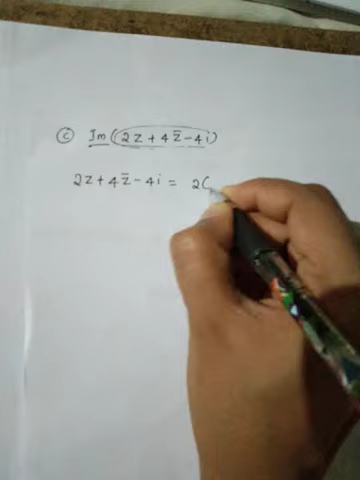 (c) Im(2z + 4z̄ - 4i)
2z + 4z̄ - 4i = 2(